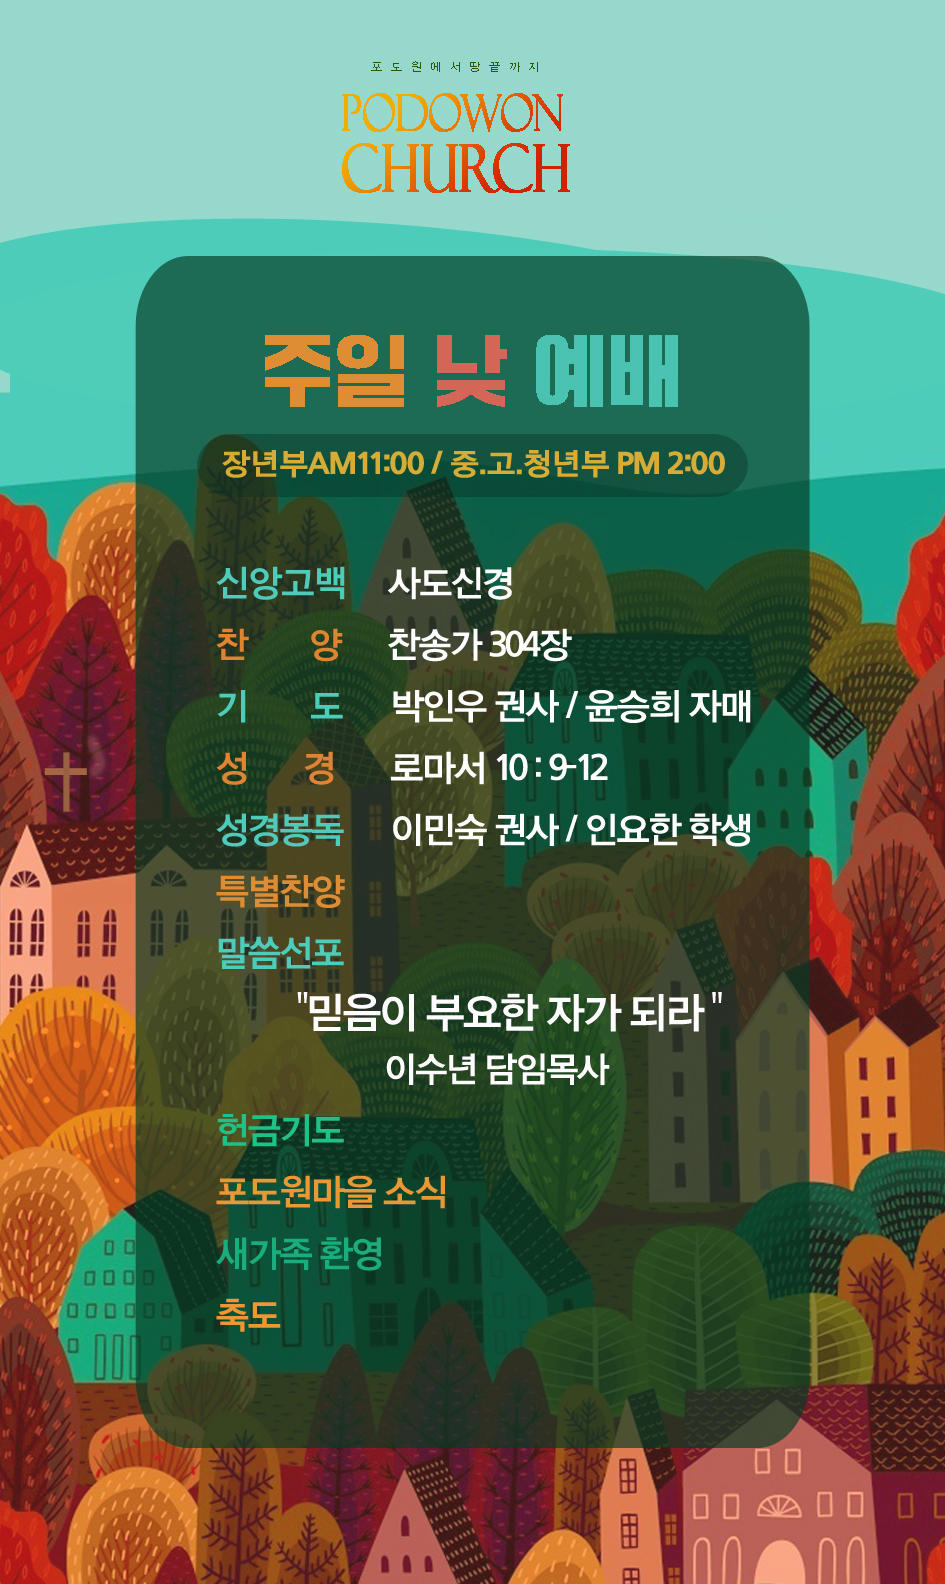 포도원에서땅끝까지
PODOWON
CHURCH
주일 낮 예배
장년부AM11:00 / 중.고.청년부 PM 2:00
신앙고백 사도신경
찬 양 찬송가 304장
기 도 박인우 권사 / 윤승희 자매
성 경 로마서 10 : 9-12
성경봉독 이민숙 권사 / 인요한 학생
특별찬양
말씀선포
"믿음이 부요한 자가 되라"
이수년 담임목사
헌금기도
포도원마을 소식
새가족 환영
축도